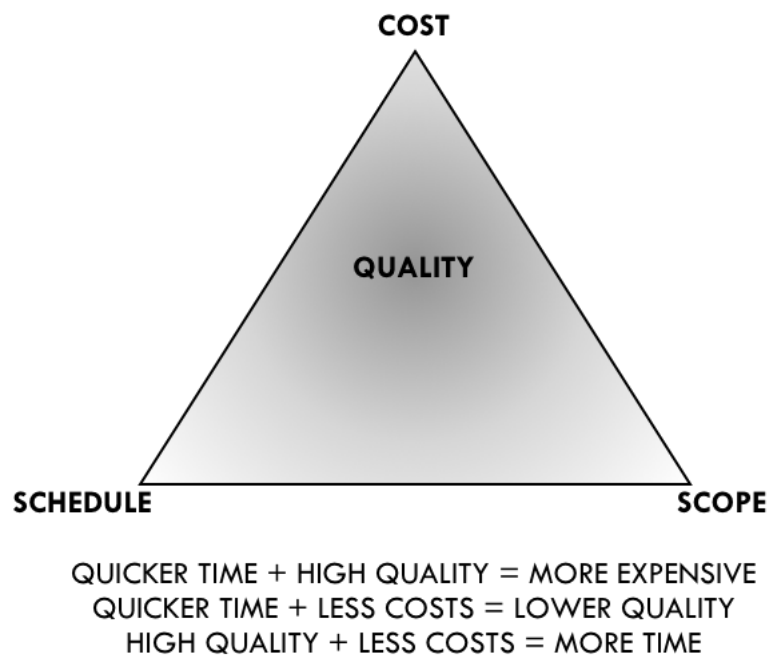 COST
QUALITY
SCHEDULE
SCOPE
QUICKER TIME + HIGH QUALITY = MORE EXPENSIVE
QUICKER TIME + LESS COSTS = LOWER QUALITY
HIGH QUALITY + LESS COSTS = MORE TIME